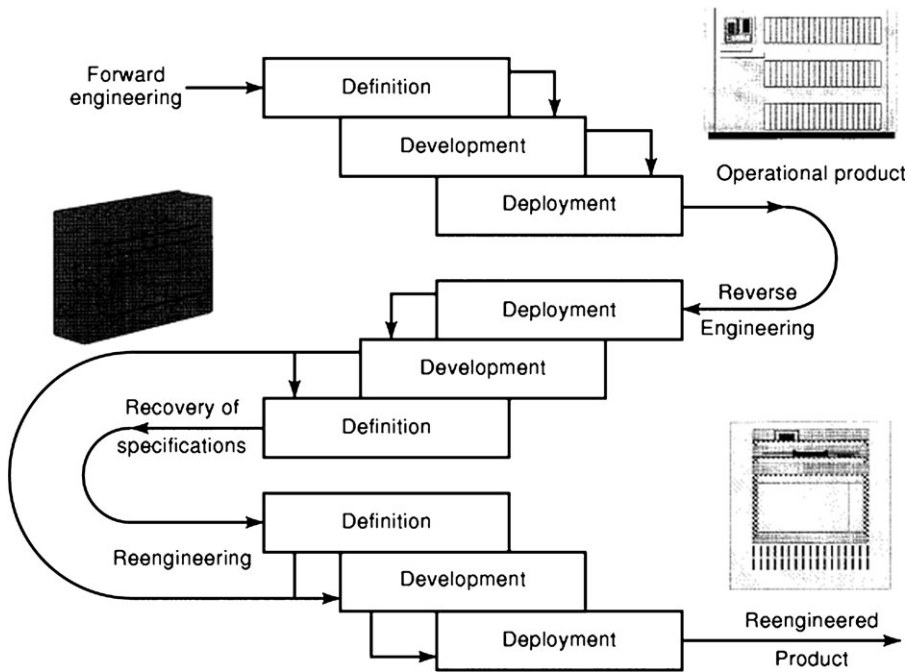 Forward
engineering
Definition
Development
Deployment
Operational product
Reverse
Engineering
Deployment
Development
Definition
Recovery of
specifications
Definition
Reengineering
Development
Deployment
Reengineered
Product